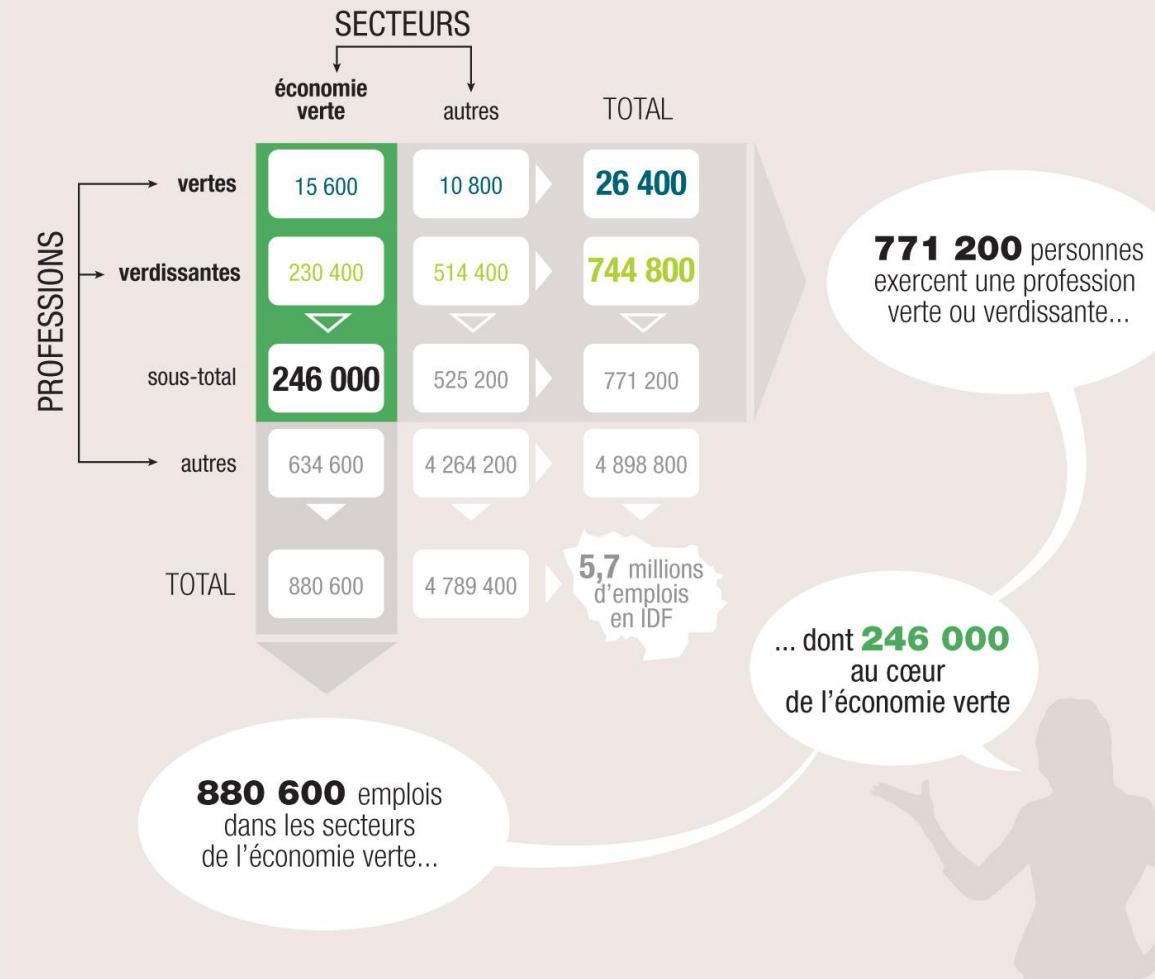 SECTEURS
économie
verte
autres
TOTAL
PROFESSIONS
vertes
15 600
10 800
26 400
verdissantes
230 400
514 400
744 800
sous-total
246 000
525 200
771 200
autres
634 600
4 264 200
4 898 800
TOTAL
880 600
4 789 400
5,7 millions
d'emplois
en IDF
771 200 personnes
exercent une profession
verte ou verdissante...
... dont 246 000
au cœur
de l'économie verte
880 600 emplois
dans les secteurs
de l'économie verte...